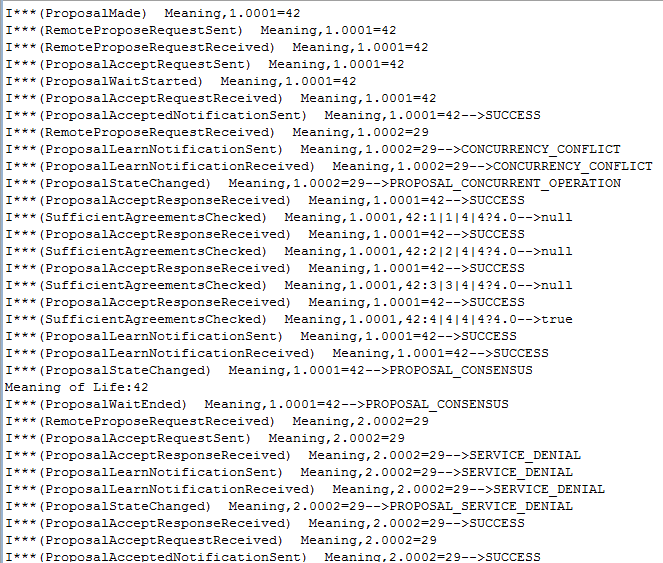 I***(ProposalMade)  Meaning,1.0001=42
I***(RemoteProposeRequestSent)  Meaning,1.0001=42
I***(RemoteProposeRequestReceived)  Meaning,1.0001=42
I***(ProposalAcceptRequestSent)  Meaning,1.0001=42
I***(ProposalWaitStarted)  Meaning,1.0001=42
I***(ProposalAcceptRequestReceived)  Meaning,1.0001=42
I***(ProposalAcceptedNotificationSent)  Meaning,1.0001=42-->SUCCESS
I***(RemoteProposeRequestReceived)  Meaning,1.0002=29
I***(ProposalLearnNotificationSent)  Meaning,1.0002=29-->CONCURRENCY_CONFLICT
I***(ProposalLearnNotificationReceived)  Meaning,1.0002=29-->CONCURRENCY_CONFLICT
I***(ProposalStateChanged)  Meaning,1.0002=29-->PROPOSAL_CONCURRENT_OPERATION
I***(ProposalAcceptResponseReceived)  Meaning,1.0001=42-->SUCCESS
I***(SufficientAgreementsChecked)  Meaning,1.0001,42:1|1|4|4?4.0-->null
I***(ProposalAcceptResponseReceived)  Meaning,1.0001=42-->SUCCESS
I***(SufficientAgreementsChecked)  Meaning,1.0001,42:2|2|4|4?4.0-->null
I***(ProposalAcceptResponseReceived)  Meaning,1.0001=42-->SUCCESS
I***(SufficientAgreementsChecked)  Meaning,1.0001,42:3|3|4|4?4.0-->null
I***(ProposalAcceptResponseReceived)  Meaning,1.0001=42-->SUCCESS
I***(SufficientAgreementsChecked)  Meaning,1.0001,42:4|4|4|4?4.0-->true
I***(ProposalLearnNotificationSent)  Meaning,1.0001=42-->SUCCESS
I***(ProposalLearnNotificationReceived)  Meaning,1.0001=42-->SUCCESS
I***(ProposalStateChanged)  Meaning,1.0001=42-->PROPOSAL_CONSENSUS
Meaning of Life:42
I***(ProposalWaitEnded)  Meaning,1.0001=42-->PROPOSAL_CONSENSUS
I***(RemoteProposeRequestReceived)  Meaning,2.0002=29
I***(ProposalAcceptRequestSent)  Meaning,2.0002=29
I***(ProposalAcceptResponseReceived)  Meaning,2.0002=29-->SERVICE_DENIAL
I***(ProposalLearnNotificationSent)  Meaning,2.0002=29-->SERVICE_DENIAL
I***(ProposalLearnNotificationReceived)  Meaning,2.0002=29-->SERVICE_DENIAL
I***(ProposalStateChanged)  Meaning,2.0002=29-->PROPOSAL_SERVICE_DENIAL
I***(ProposalAcceptResponseReceived)  Meaning,2.0002=29-->SUCCESS
I***(ProposalAcceptRequestReceived)  Meaning,2.0002=29
I***(ProposalAcceptedNotificationSent)  Meaning,2.0002=29-->SUCCESS